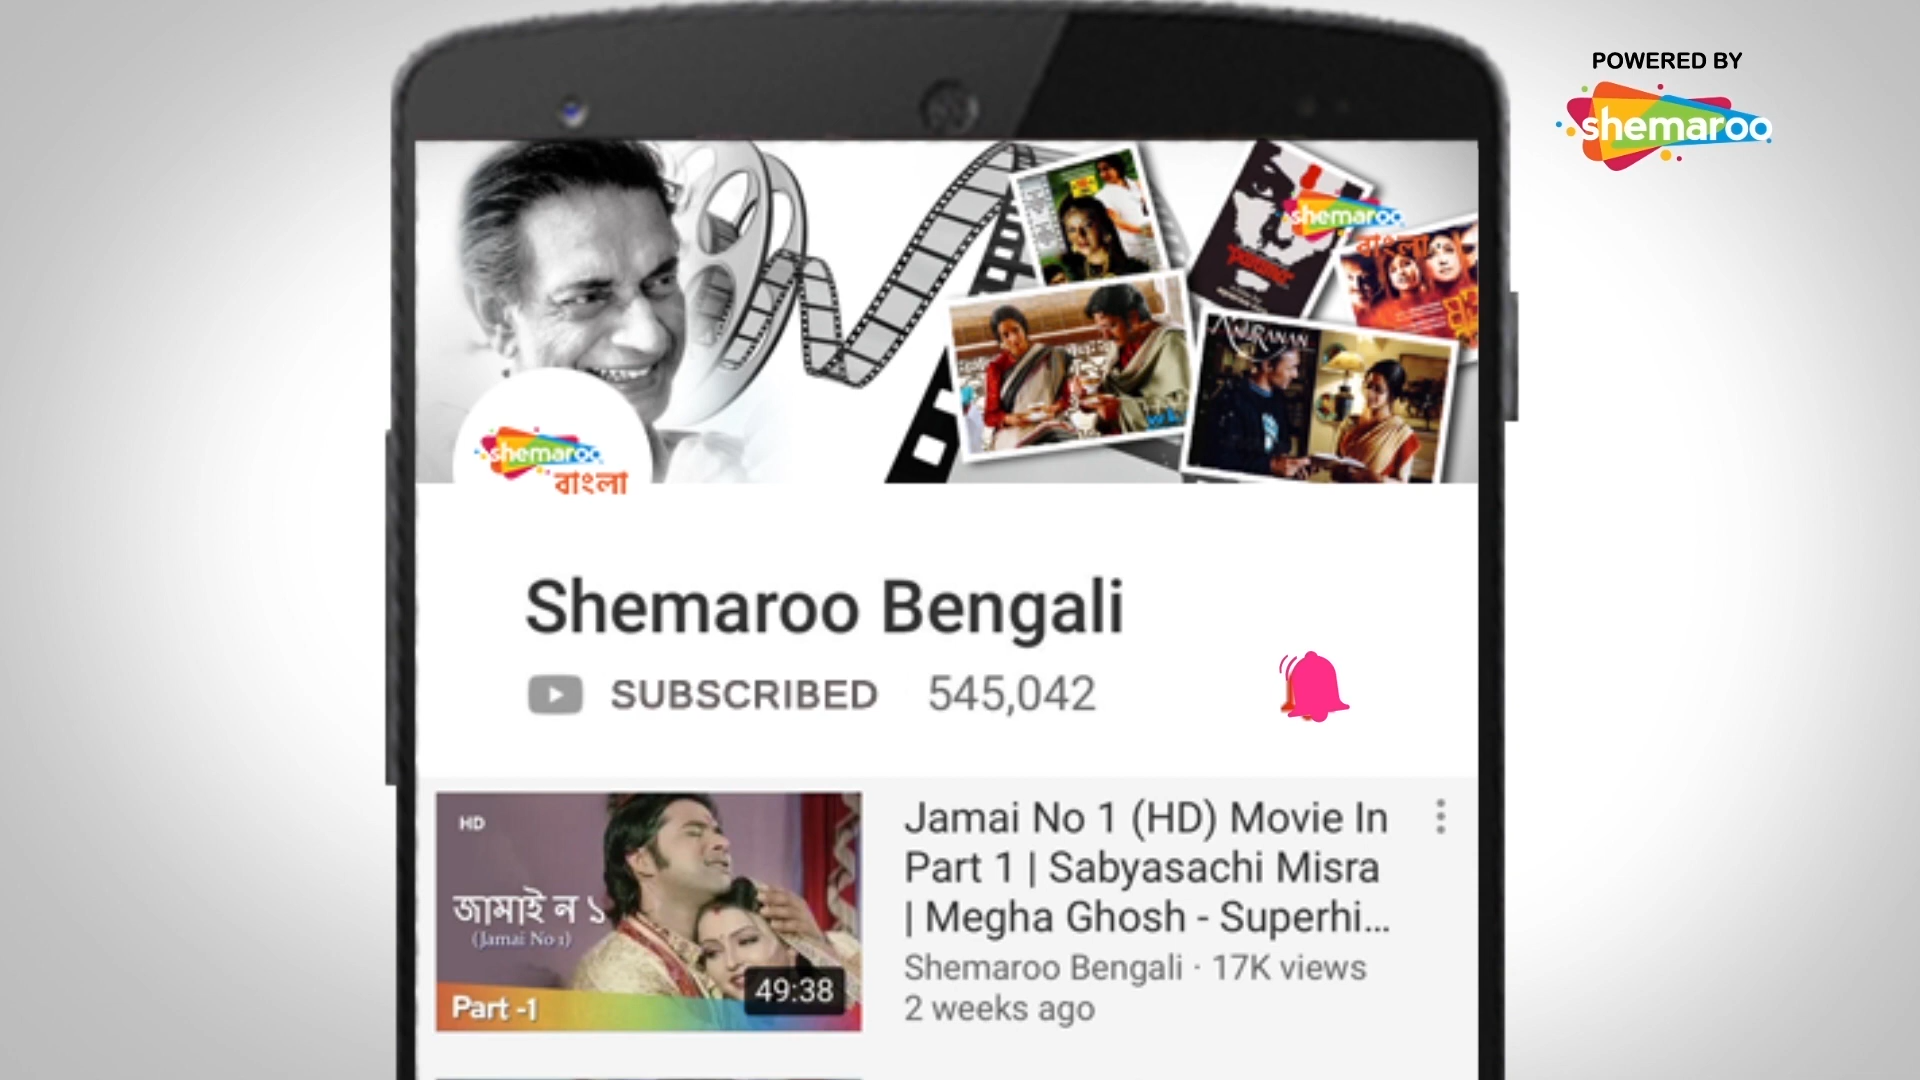 POWERED BY
shemaroo
shemaroo
বাংলা
ANURANAN
shemaroo
বাংলা
Shemaroo Bengali
SUBSCRIBED 545,042
HD
জামাই ন ১
(Jamai No 1)
Part -1
49:38
Jamai No 1 (HD) Movie In
Part 1 | Sabyasachi Misra
| Megha Ghosh - Superhi...
Shemaroo Bengali · 17K views
2 weeks ago